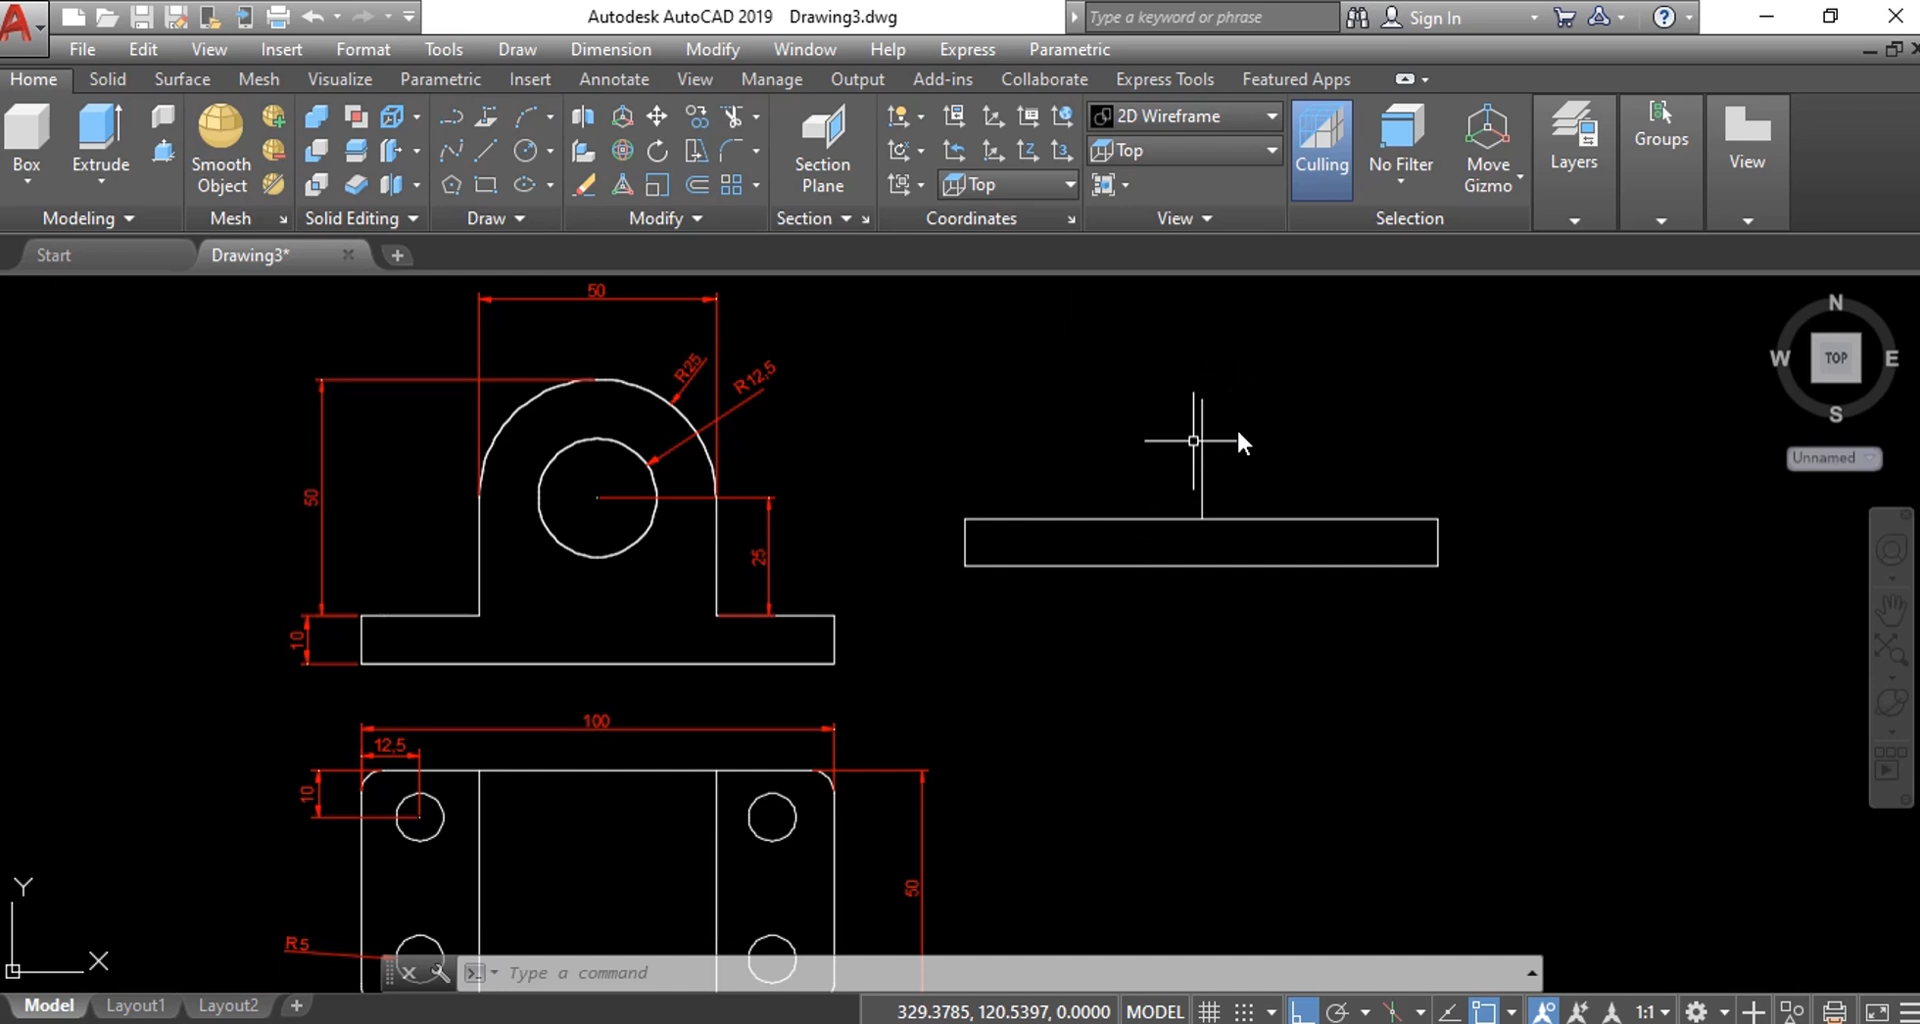 Autodesk AutoCAD 2019 Drawing3.dwg
Type a keyword or phrase
Sign In
File Edit View Insert Format Tools Draw Dimension Modify Window Help Express Parametric
Home Solid Surface Mesh Visualize Parametric Insert Annotate View Manage Output Add-ins Collaborate Express Tools Featured Apps
Box
Extrude
Smooth Object
Section Plane
2D Wireframe
Top
Top
Culling
No Filter
Move Gizmo
Layers
Groups
View
Modeling
Mesh
Solid Editing
Draw
Modify
Section
Coordinates
View
Selection
Start
Drawing3*
50
R25
R12,5
50
25
10
N
W
TOP
E
S
Unnamed
100
12,5
10
50
R5
Y
X
Type a command
Model
Layout1
Layout2
329.3785, 120.5397, 0.0000
MODEL
1:1